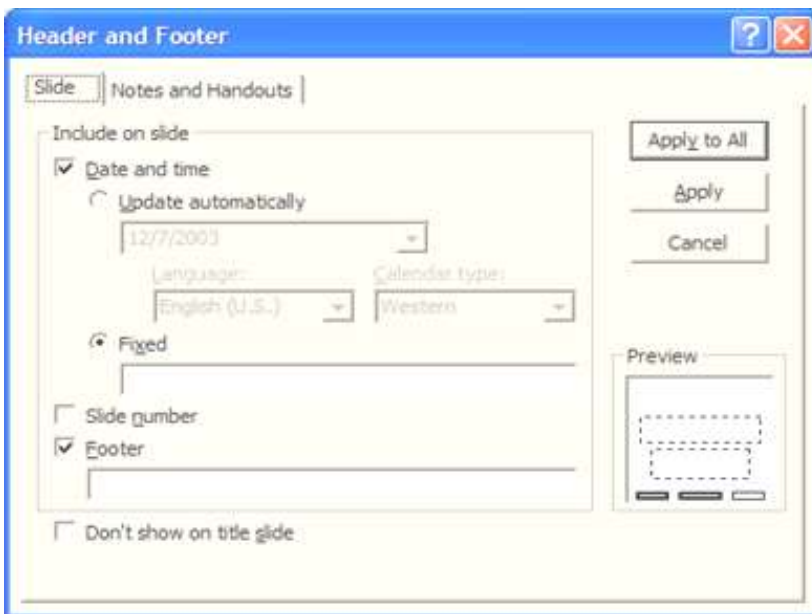 Header and Footer
Slide
Notes and Handouts
Include on slide
Date and time
Update automatically
12/7/2003
Language:
Calendar type:
English (U.S.)
Western
Fixed
Slide number
Footer
Don't show on title slide
Apply to All
Apply
Cancel
Preview